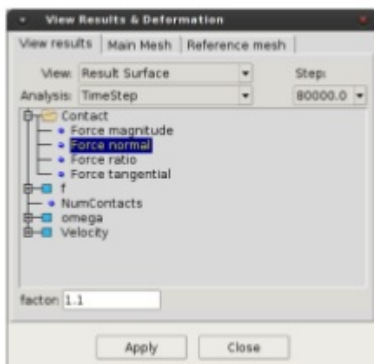 View Results & Deformation
View results Main Mesh Reference mesh
View: Result Surface Step:
Analysis: TimeStep 80000.0
Contact
Force magnitude
Force normal
Force ratio
Force tangential
f
NumContacts
omega
Velocity
factor: 1.1
Apply Close